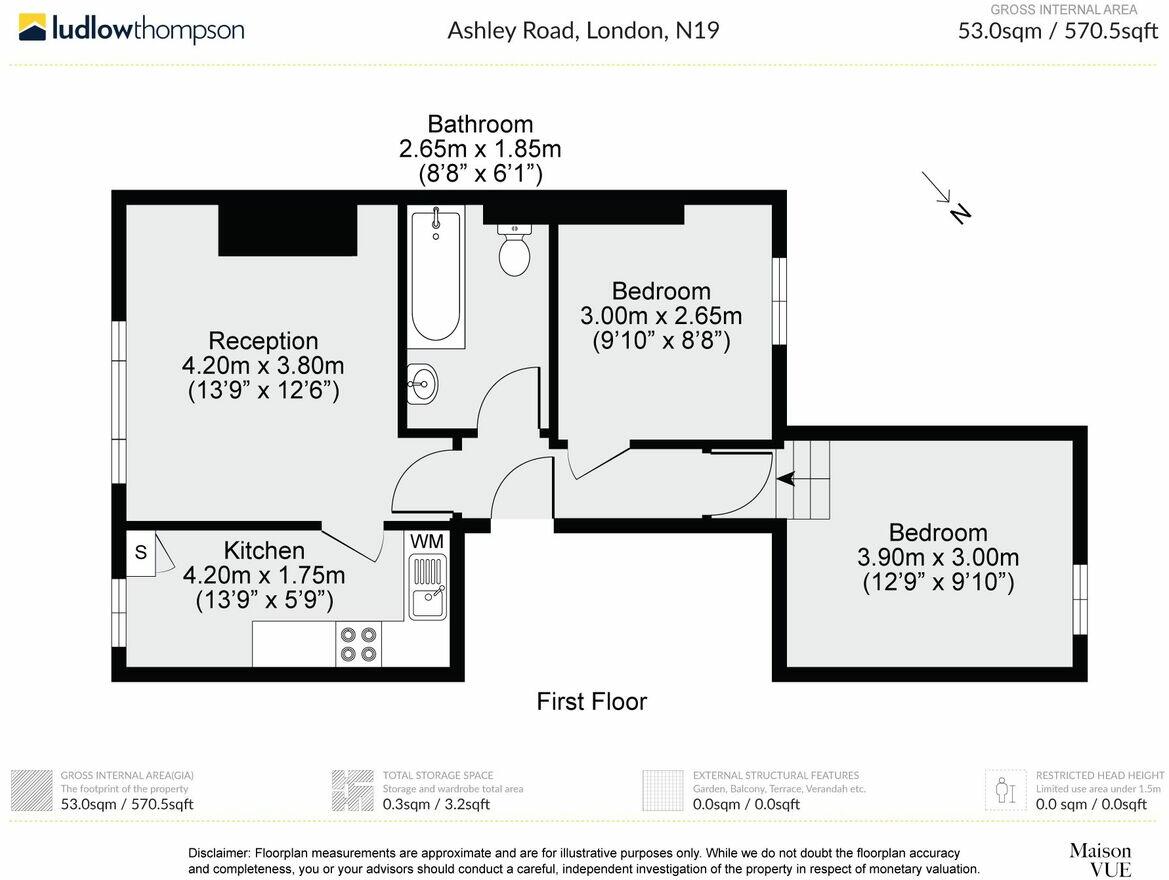 ludlowthompson
Ashley Road, London, N19
GROSS INTERNAL AREA
53.0sqm / 570.5sqft
Bathroom
2.65m x 1.85m
(8'8” x 6'1”)
N
Bedroom
3.00m x 2.65m
(9'10” x 8'8”)
Reception
4.20m x 3.80m
(13'9” x 12'6”)
S
Kitchen
4.20m x 1.75m
(13'9” x 5'9”)
WM
Bedroom
3.90m x 3.00m
(12'9” x 9'10”)
First Floor
GROSS INTERNAL AREA(GIA)
The footprint of the property
53.0sqm / 570.5sqft
TOTAL STORAGE SPACE
Storage and wardrobe total area
0.3sqm / 3.2sqft
EXTERNAL STRUCTURAL FEATURES
Garden, Balcony, Terrace, Verandah etc.
0.0sqm / 0.0sqft
RESTRICTED HEAD HEIGHT
Limited use area under 1.5m
0.0 sqm / 0.0sqft
Disclaimer: Floorplan measurements are approximate and are for illustrative purposes only. While we do not doubt the floorplan accuracy
and completeness, you or your advisors should conduct a careful, independent investigation of the property in respect of monetary valuation.
Maison
VUE